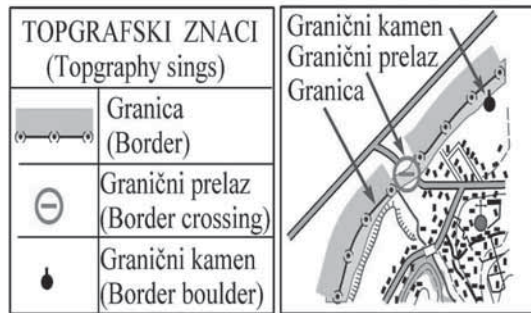 TOPGRAFSKI ZNACI
(Topgraphy sings)
Granica
(Border)
Granični prelaz
(Border crossing)
Granični kamen
(Border boulder)
Granični kamen
Granični prelaz
Granica